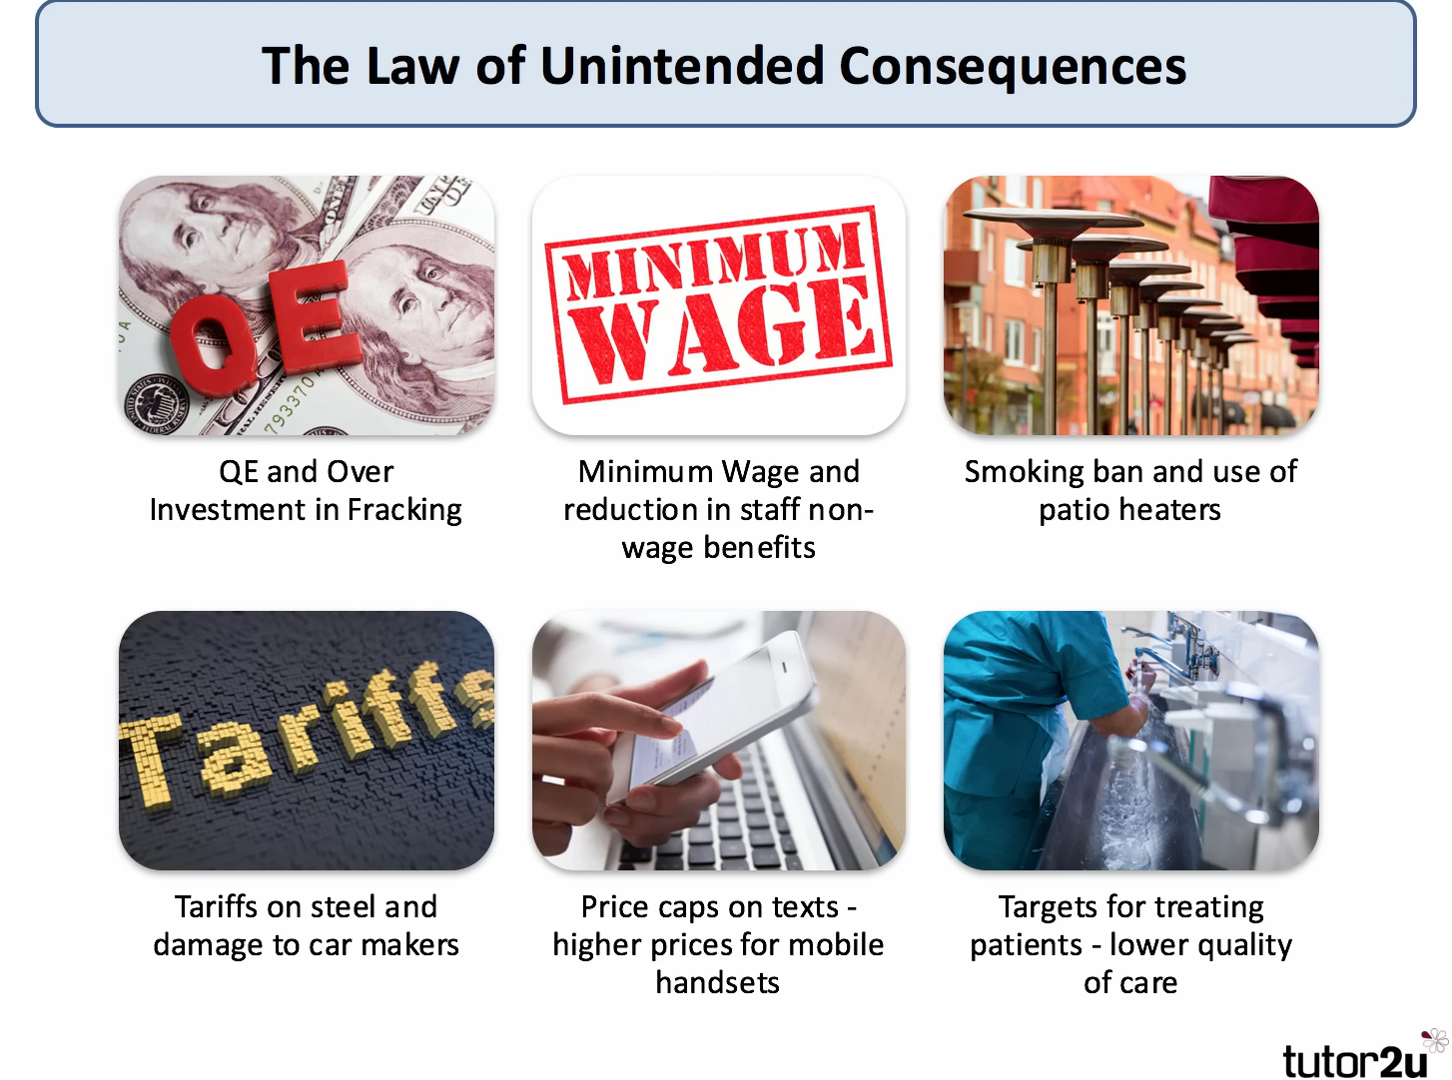 The Law of Unintended Consequences
QE
793370
MINIMUM
WAGE
QE and Over
Investment in Fracking
Minimum Wage and
reduction in staff non-
wage benefits
Smoking ban and use of
patio heaters
Tariffs
Tariffs on steel and
damage to car makers
Price caps on texts -
higher prices for mobile
handsets
Targets for treating
patients - lower quality
of care
tutor2u